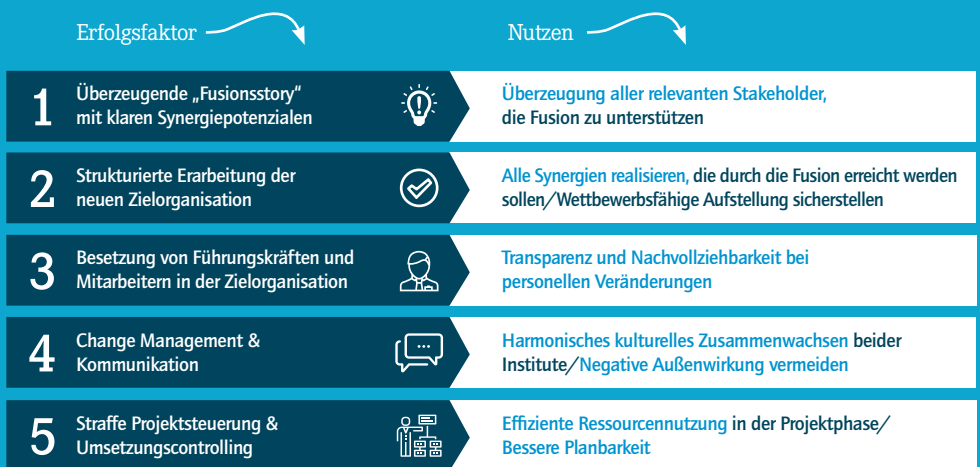 Erfolgsfaktor
Nutzen
1
Überzeugende „Fusionsstory“
mit klaren Synergiepotenzialen
Überzeugung aller relevanten Stakeholder,
die Fusion zu unterstützen
2
Strukturierte Erarbeitung der
neuen Zielorganisation
Alle Synergien realisieren, die durch die Fusion erreicht werden
sollen/Wettbewerbsfähige Aufstellung sicherstellen
3
Besetzung von Führungskräften und
Mitarbeitern in der Zielorganisation
Transparenz und Nachvollziehbarkeit bei
personellen Veränderungen
4
Change Management &
Kommunikation
Harmonisches kulturelles Zusammenwachsen beider
Institute/Negative Außenwirkung vermeiden
5
Straffe Projektsteuerung &
Umsetzungscontrolling
Effiziente Ressourcennutzung in der Projektphase/
Bessere Planbarkeit